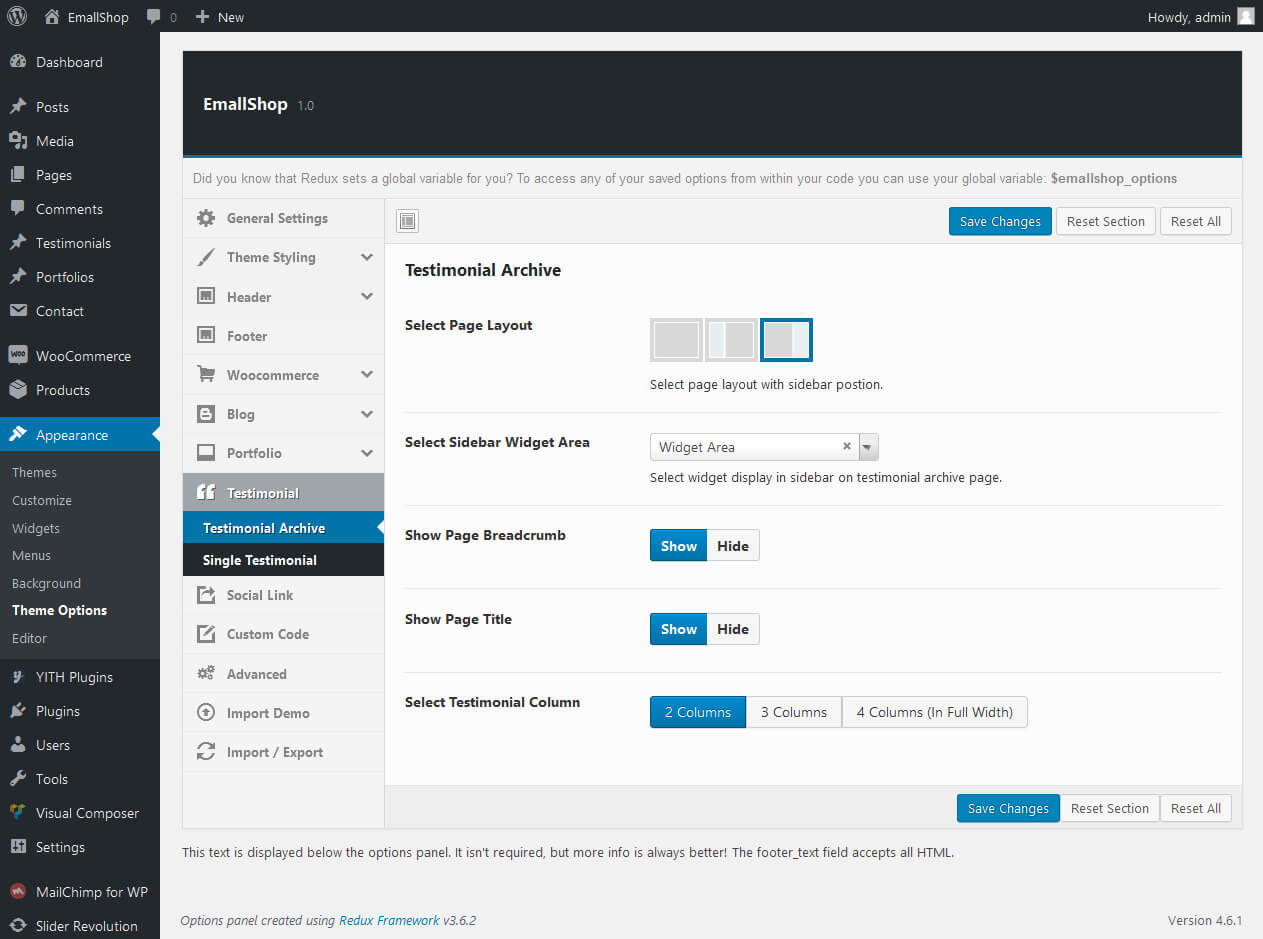 EmallShop 0 New Howdy, admin
Dashboard
Posts
Media
Pages
Comments
Testimonials
Portfolios
Contact
WooCommerce
Products
Appearance
Themes
Customize
Widgets
Menus
Background
Theme Options
Editor
YITH Plugins
Plugins
Users
Tools
Visual Composer
Settings
MailChimp for WP
Slider Revolution
EmallShop 1.0
Did you know that Redux sets a global variable for you? To access any of your saved options from within your code you can use your global variable: $emallshop_options
General Settings
Theme Styling
Header
Footer
Woocommerce
Blog
Portfolio
Testimonial
Testimonial Archive
Single Testimonial
Social Link
Custom Code
Advanced
Import Demo
Import / Export
Save Changes Reset Section Reset All
Testimonial Archive
Select Page Layout
Select page layout with sidebar postion.
Select Sidebar Widget Area
Widget Area
Select widget display in sidebar on testimonial archive page.
Show Page Breadcrumb
Show Hide
Show Page Title
Show Hide
Select Testimonial Column
2 Columns 3 Columns 4 Columns (In Full Width)
Save Changes Reset Section Reset All
This text is displayed below the options panel. It isn't required, but more info is always better! The footer_text field accepts all HTML.
Options panel created using Redux Framework v3.6.2
Version 4.6.1